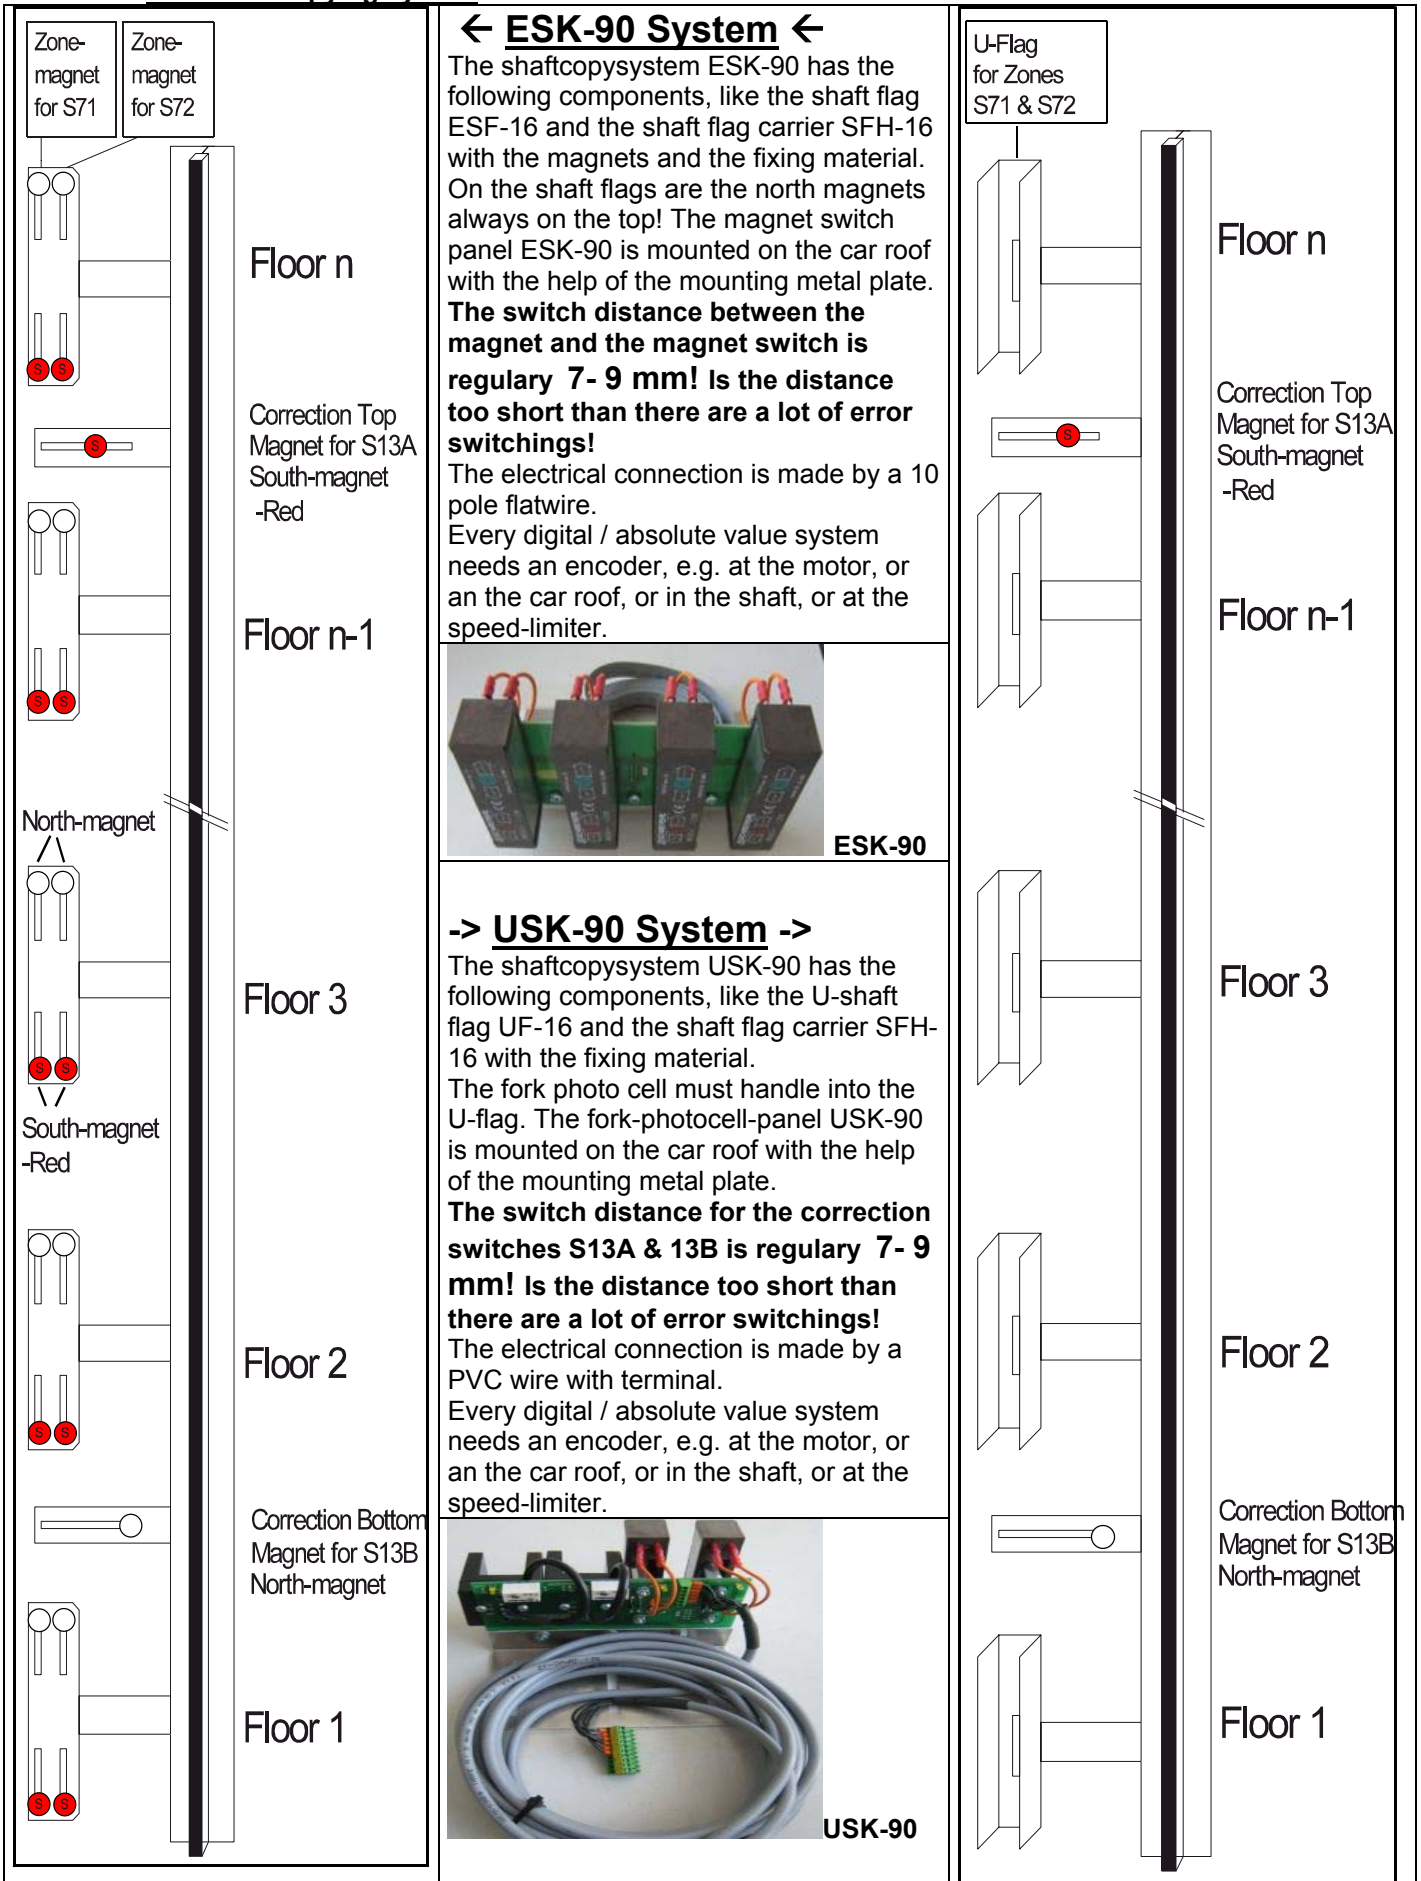 Zone-
magnet
for S71
Zone-
magnet
for S72
Floor n
Correction Top
Magnet for S13A
South-magnet
-Red
Floor n-1
North-magnet
Floor 3
South-magnet
-Red
Floor 2
Correction Bottom
Magnet for S13B
North-magnet
Floor 1
S S
S
S S
S S
S S
S S
← ESK-90 System ←
The shaftcopysystem ESK-90 has the
following components, like the shaft flag
ESF-16 and the shaft flag carrier SFH-16
with the magnets and the fixing material.
On the shaft flags are the north magnets
always on the top! The magnet switch
panel ESK-90 is mounted on the car roof
with the help of the mounting metal plate.
The switch distance between the
magnet and the magnet switch is
regulary 7- 9 mm! Is the distance
too short than there are a lot of error
switchings!
The electrical connection is made by a 10
pole flatwire.
Every digital / absolute value system
needs an encoder, e.g. at the motor, or
an the car roof, or in the shaft, or at the
speed-limiter.
ESK-90
-> USK-90 System ->
The shaftcopysystem USK-90 has the
following components, like the U-shaft
flag UF-16 and the shaft flag carrier SFH-
16 with the fixing material.
The fork photo cell must handle into the
U-flag. The fork-photocell-panel USK-90
is mounted on the car roof with the help
of the mounting metal plate.
The switch distance for the correction
switches S13A & 13B is regulary 7- 9
mm! Is the distance too short than
there are a lot of error switchings!
The electrical connection is made by a
PVC wire with terminal.
Every digital / absolute value system
needs an encoder, e.g. at the motor, or
an the car roof, or in the shaft, or at the
speed-limiter.
USK-90
U-Flag
for Zones
S71 & S72
Floor n
Correction Top
Magnet for S13A
South-magnet
-Red
S
Floor n-1
Floor 3
Floor 2
Correction Bottom
Magnet for S13B
North-magnet
Floor 1